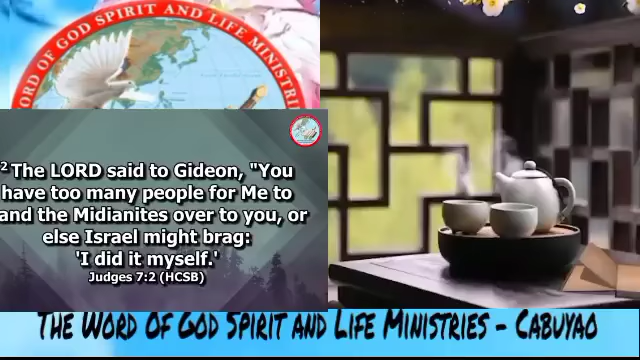 ORD OF GOD SPIRIT AND LIFE MINISTRIE
2 The LORD said to Gideon, "You
have too many people for Me to
and the Midianites over to you, or
else Israel might brag:
'I did it myself.'
Judges 7:2 (HCSB)
The Word Of God Spirit and Life Ministries - Cabuyao